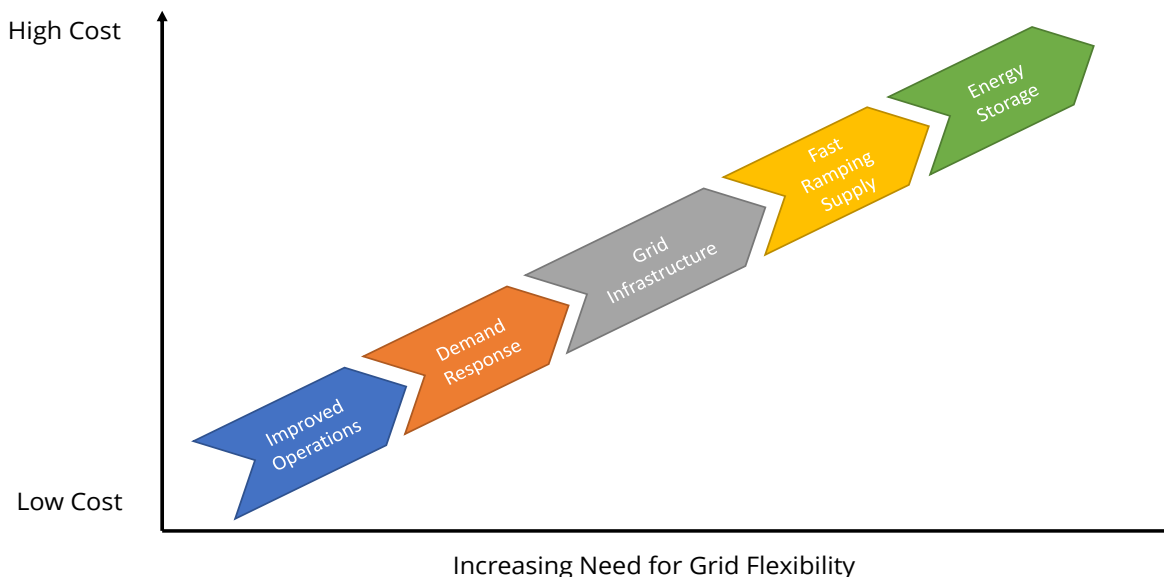 High Cost
Energy
Storage
Fast
Ramping
Supply
Grid
Infrastructure
Demand
Response
Improved
Operations
Low Cost
Increasing Need for Grid Flexibility